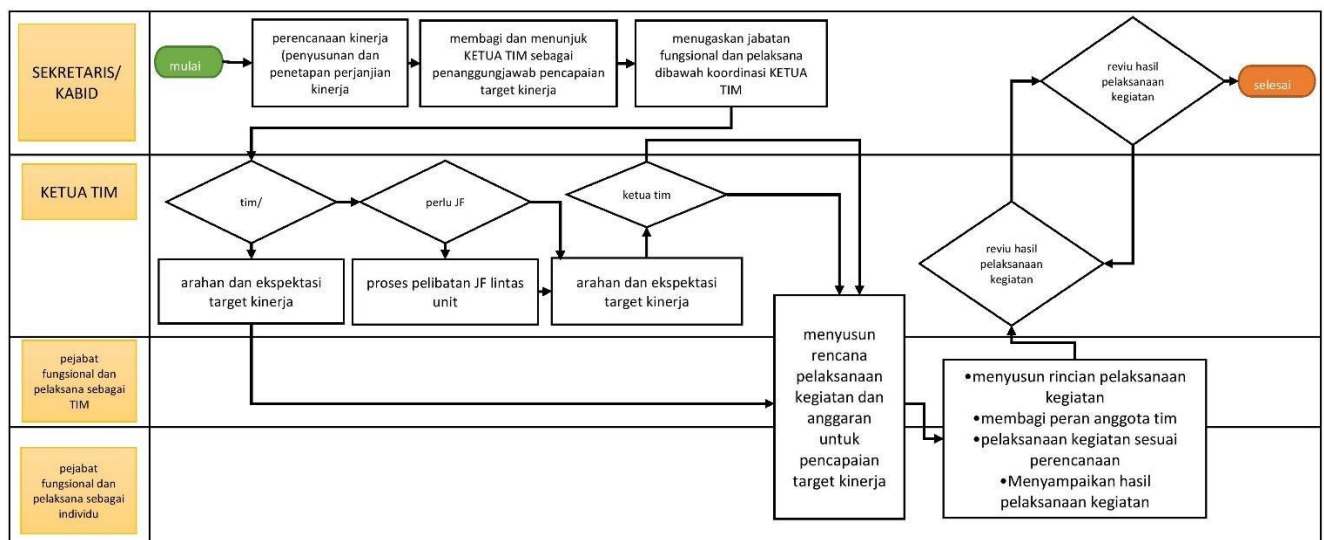 SEKRETARIS/
KABID
mulai
perencanaan kinerja
(penyusunan dan
penetapan perjanjian
kinerja
membagi dan menunjuk
KETUA TIM sebagai
penanggungjawab pencapaian
target kinerja
menugaskan jabatan
fungsional dan pelaksana
dibawah koordinasi KETUA
TIM
reviu hasil
pelaksanaan
kegiatan
selesai
KETUA TIM
tim/
perlu JF
ketua tim
reviu hasil
pelaksanaan
kegiatan
arahan dan ekspektasi
target kinerja
proses pelibatan JF lintas
unit
arahan dan ekspektasi
target kinerja
pejabat
fungsional dan
pelaksana sebagai
TIM
menyusun
rencana
pelaksanaan
kegiatan dan
anggaran
untuk
pencapaian
target kinerja
•menyusun rincian pelaksanaan
kegiatan
•membagi peran anggota tim
•pelaksanaan kegiatan sesuai
perencanaan
•Menyampaikan hasil
pelaksanaan kegiatan
pejabat
fungsional dan
pelaksana sebagai
individu